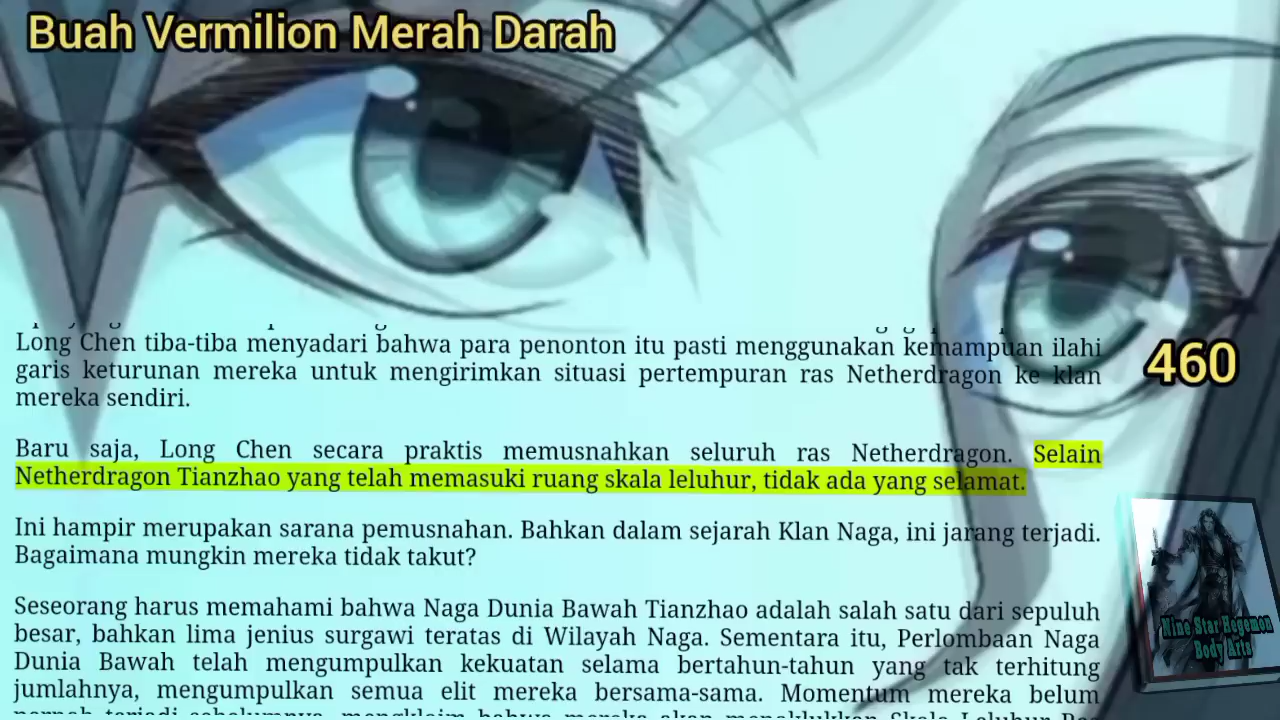 Buah Vermilion Merah Darah
Long Chen tiba-tiba menyadari bahwa para penonton itu pasti menggunakan kemampuan ilahi
garis keturunan mereka untuk mengirimkan situasi pertempuran ras Netherdragon ke klan
mereka sendiri.
460
Baru saja, Long Chen secara praktis memusnahkan seluruh ras Netherdragon. Selain
Netherdragon Tianzhao yang telah memasuki ruang skala leluhur, tidak ada yang selamat.
Ini hampir merupakan sarana pemusnahan. Bahkan dalam sejarah Klan Naga, ini jarang terjadi.
Bagaimana mungkin mereka tidak takut?
Seseorang harus memahami bahwa Naga Dunia Bawah Tianzhao adalah salah satu dari sepuluh
besar, bahkan lima jenius surgawi teratas di Wilayah Naga. Sementara itu, Perlombaan Naga
Dunia Bawah telah mengumpulkan kekuatan selama bertahun-tahun yang tak terhitung
jumlahnya, mengumpulkan semua elit mereka bersama-sama. Momentum mereka belum
Nine Star Hegemon
Body Arts